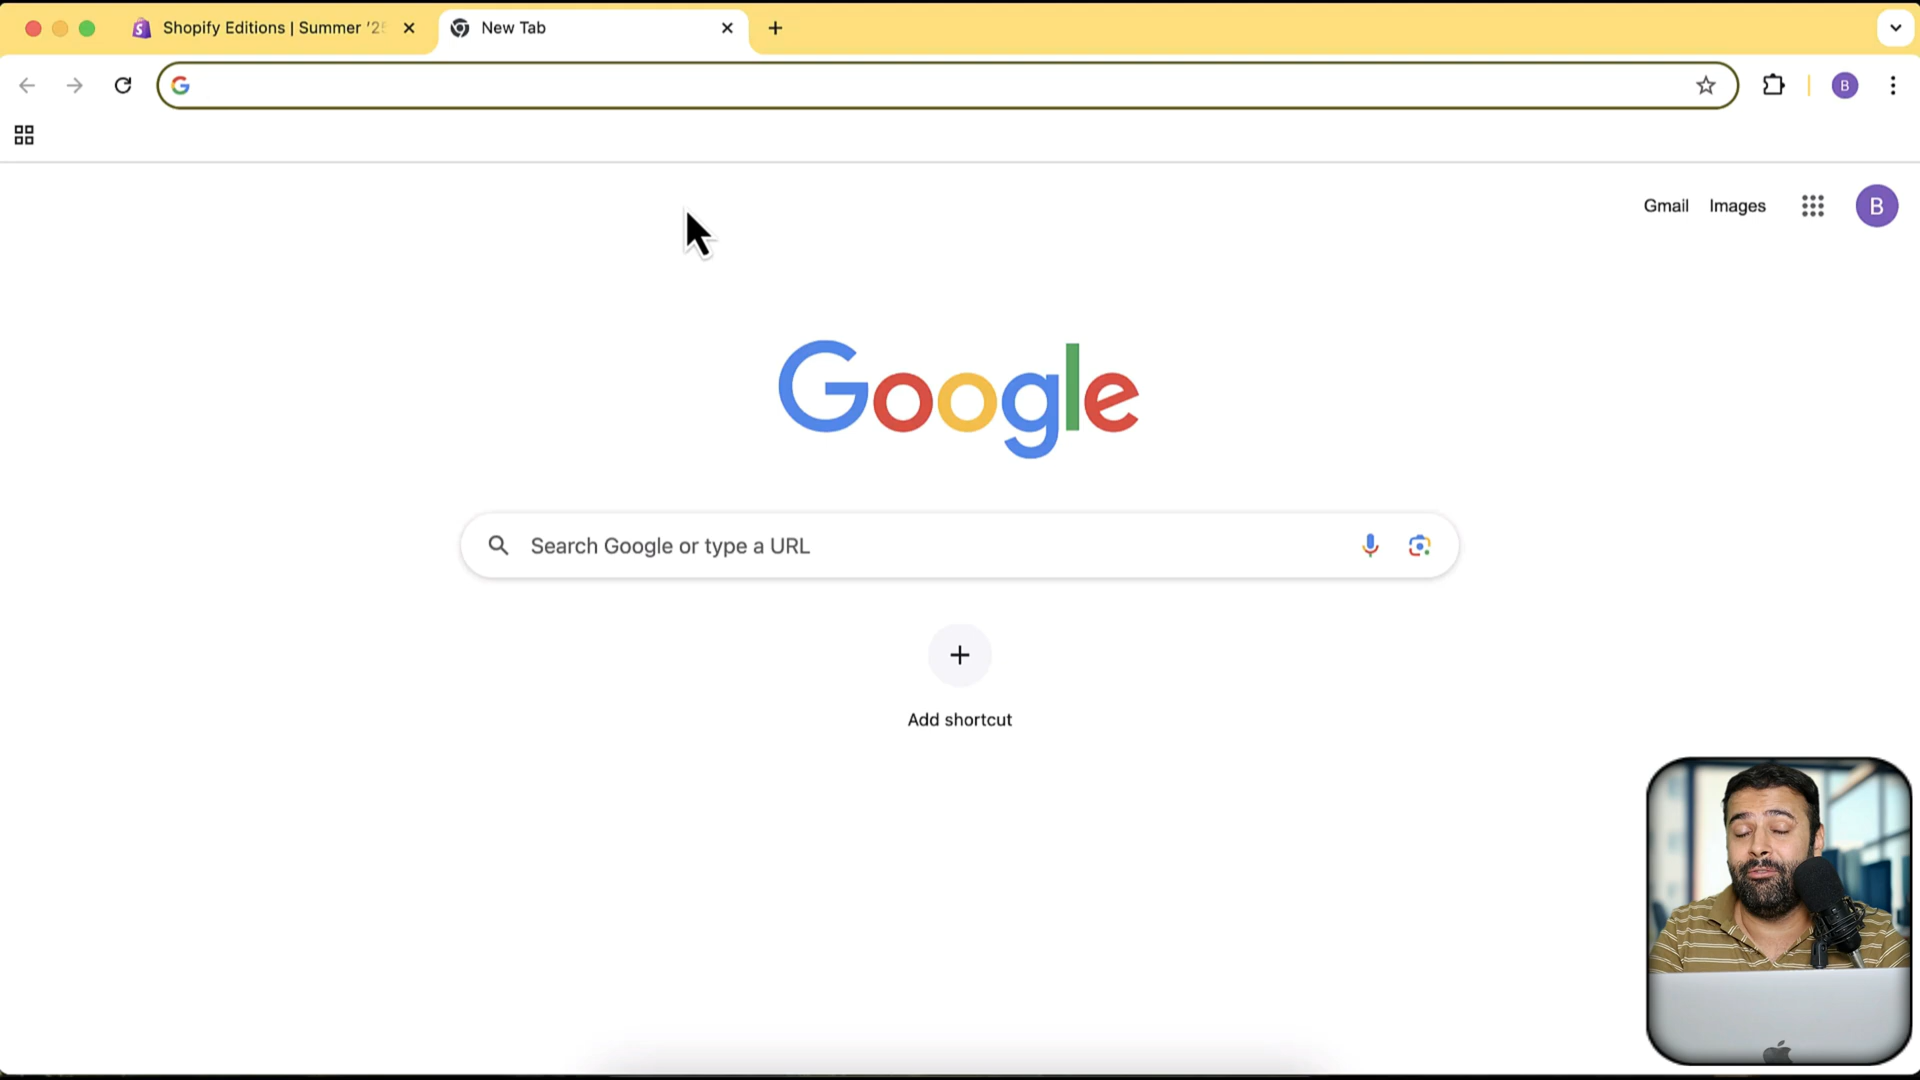 Shopify Editions | Summer '25
New Tab
B
Gmail
Images
B
Google
Search Google or type a URL
Add shortcut